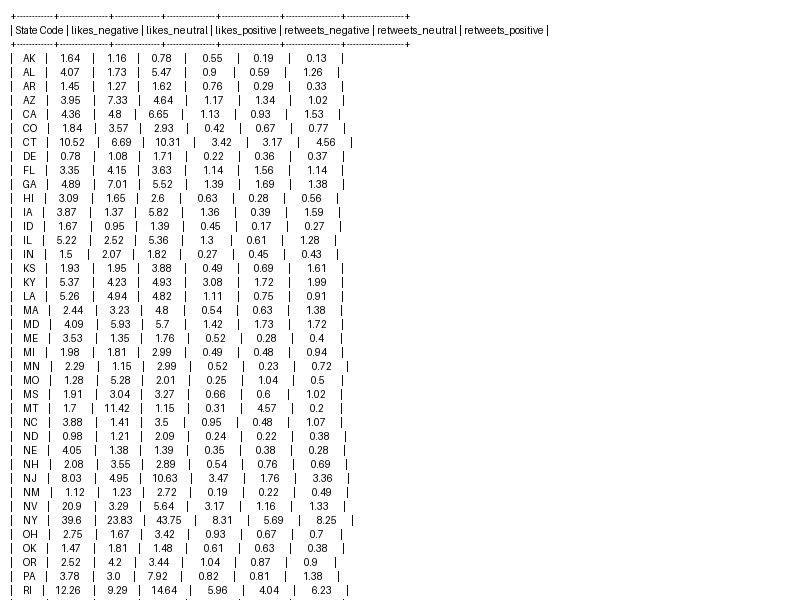 +-------------+-----------------+----------------+-----------------+--------------------+-------------------+--------------------+
| State Code | likes_negative | likes_neutral | likes_positive | retweets_negative | retweets_neutral | retweets_positive |
+-------------+-----------------+----------------+-----------------+--------------------+-------------------+--------------------+
| AK | 1.64 | 1.16 | 0.78 | 0.55 | 0.19 | 0.13 |
| AL | 4.07 | 1.73 | 5.47 | 0.9 | 0.59 | 1.26 |
| AR | 1.45 | 1.27 | 1.62 | 0.76 | 0.29 | 0.33 |
| AZ | 3.95 | 7.33 | 4.64 | 1.17 | 1.34 | 1.02 |
| CA | 4.36 | 4.8 | 6.65 | 1.13 | 0.93 | 1.53 |
| CO | 1.84 | 3.57 | 2.93 | 0.42 | 0.67 | 0.77 |
| CT | 10.52 | 6.69 | 10.31 | 3.42 | 3.17 | 4.56 |
| DE | 0.78 | 1.08 | 1.71 | 0.22 | 0.36 | 0.37 |
| FL | 3.35 | 4.15 | 3.63 | 1.14 | 1.56 | 1.14 |
| GA | 4.89 | 7.01 | 5.52 | 1.39 | 1.69 | 1.38 |
| HI | 3.09 | 1.65 | 2.6 | 0.63 | 0.28 | 0.56 |
| IA | 3.87 | 1.37 | 5.82 | 1.36 | 0.39 | 1.59 |
| ID | 1.67 | 0.95 | 1.39 | 0.45 | 0.17 | 0.27 |
| IL | 5.22 | 2.52 | 5.36 | 1.3 | 0.61 | 1.28 |
| IN | 1.5 | 2.07 | 1.82 | 0.27 | 0.45 | 0.43 |
| KS | 1.93 | 1.95 | 3.88 | 0.49 | 0.69 | 1.61 |
| KY | 5.37 | 4.23 | 4.93 | 3.08 | 1.72 | 1.99 |
| LA | 5.26 | 4.94 | 4.82 | 1.11 | 0.75 | 0.91 |
| MA | 2.44 | 3.23 | 4.8 | 0.54 | 0.63 | 1.38 |
| MD | 4.09 | 5.93 | 5.7 | 1.42 | 1.73 | 1.72 |
| ME | 3.53 | 1.35 | 1.76 | 0.52 | 0.28 | 0.4 |
| MI | 1.98 | 1.81 | 2.99 | 0.49 | 0.48 | 0.94 |
| MN | 2.29 | 1.15 | 2.99 | 0.52 | 0.23 | 0.72 |
| MO | 1.28 | 5.28 | 2.01 | 0.25 | 1.04 | 0.5 |
| MS | 1.91 | 3.04 | 3.27 | 0.66 | 0.6 | 1.02 |
| MT | 1.7 | 11.42 | 1.15 | 0.31 | 4.57 | 0.2 |
| NC | 3.88 | 1.41 | 3.5 | 0.95 | 0.48 | 1.07 |
| ND | 0.98 | 1.21 | 2.09 | 0.24 | 0.22 | 0.38 |
| NE | 4.05 | 1.38 | 1.39 | 0.35 | 0.38 | 0.28 |
| NH | 2.08 | 3.55 | 2.89 | 0.54 | 0.76 | 0.69 |
| NJ | 8.03 | 4.95 | 10.63 | 3.47 | 1.76 | 3.36 |
| NM | 1.12 | 1.23 | 2.72 | 0.19 | 0.22 | 0.49 |
| NV | 20.9 | 3.29 | 5.64 | 3.17 | 1.16 | 1.33 |
| NY | 39.6 | 23.83 | 43.75 | 8.31 | 5.69 | 8.25 |
| OH | 2.75 | 1.67 | 3.42 | 0.93 | 0.67 | 0.7 |
| OK | 1.47 | 1.81 | 1.48 | 0.61 | 0.63 | 0.38 |
| OR | 2.52 | 4.2 | 3.44 | 1.04 | 0.87 | 0.9 |
| PA | 3.78 | 3.0 | 7.92 | 0.82 | 0.81 | 1.38 |
| RI | 12.26 | 9.29 | 14.64 | 5.96 | 4.04 | 6.23 |